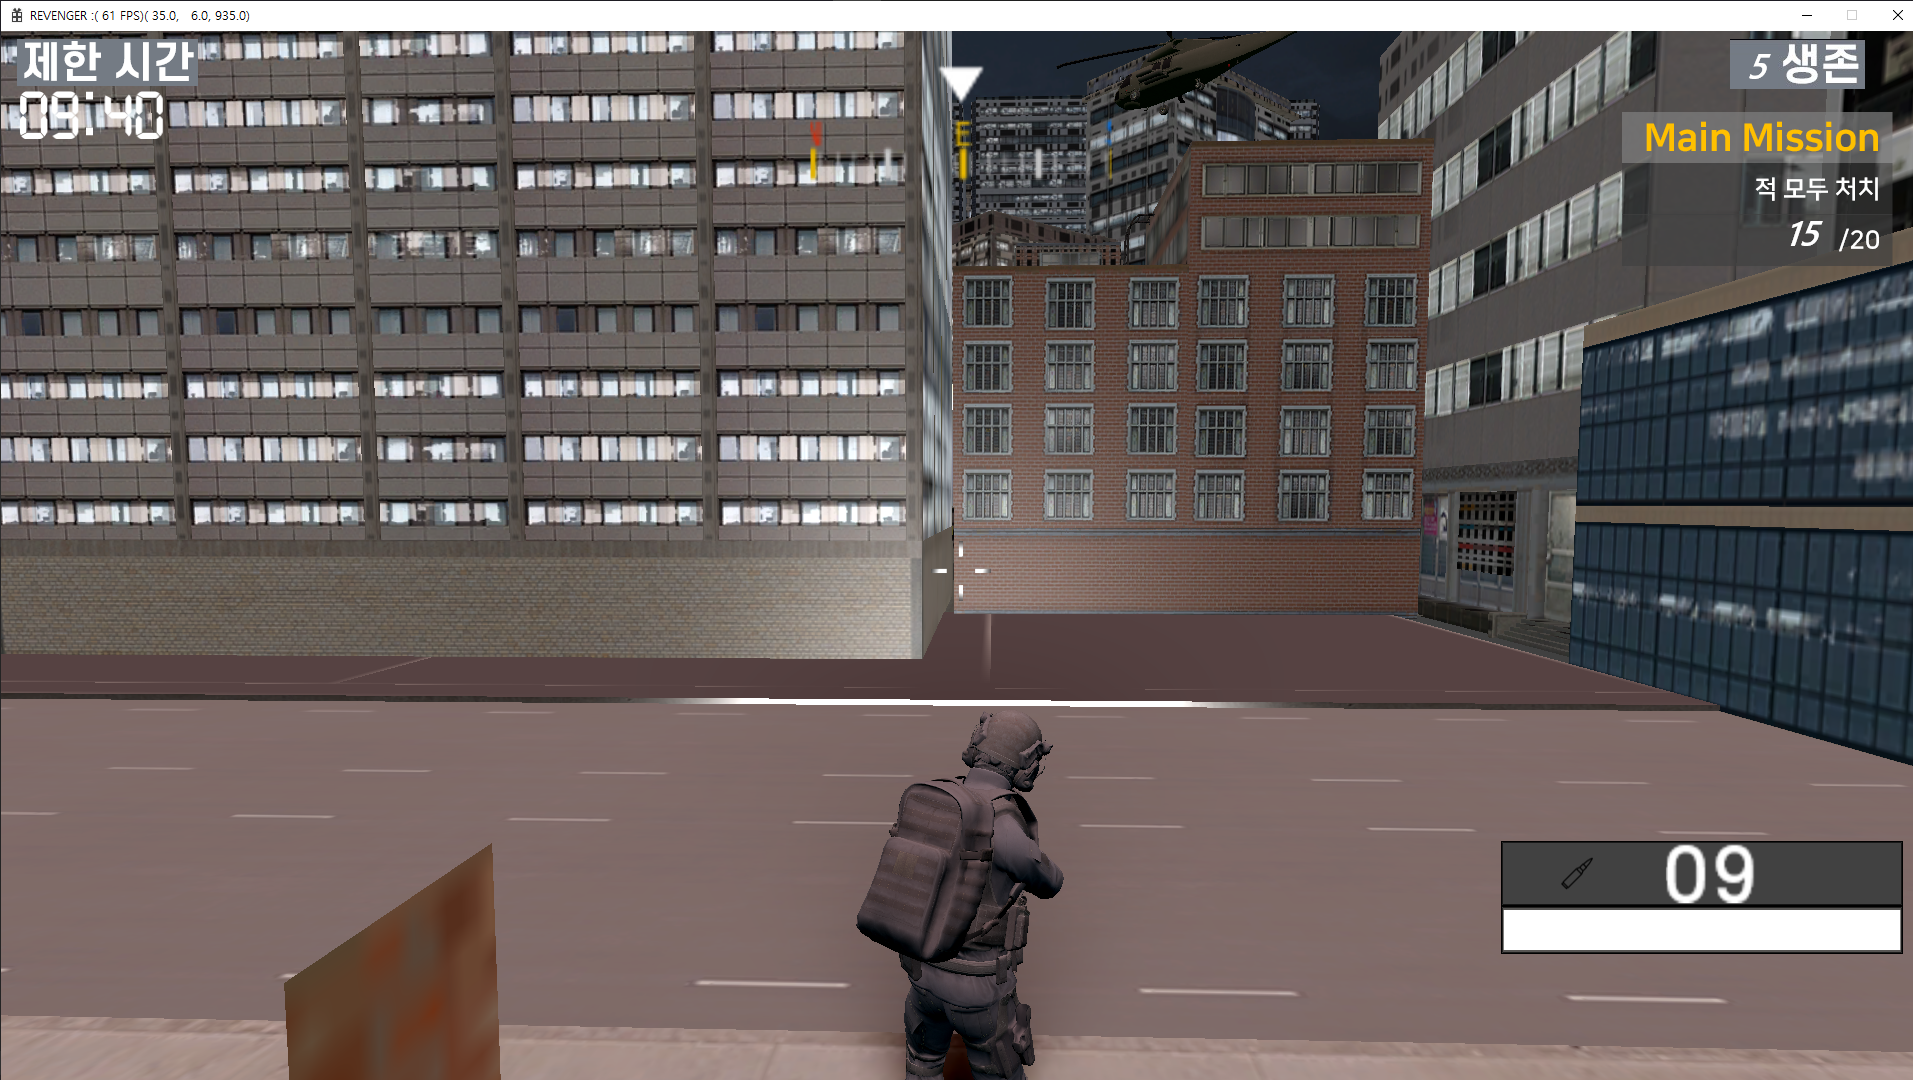 REVENGER :( 61 FPS)( 35.0,    6.0, 935.0)
제한 시간
09:40
5 생존
Main Mission
적 모두 처치
15 /20
E
09